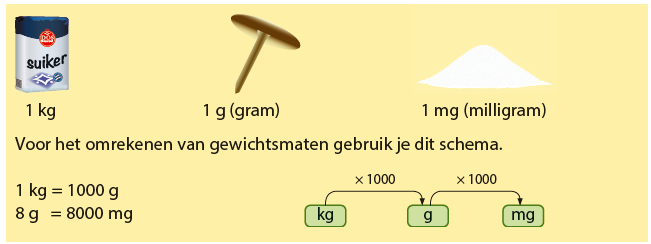 suiker
1 kg
1 g (gram)
1 mg (milligram)
Voor het omrekenen van gewichtsmaten gebruik je dit schema.
1 kg = 1000 g
8 g = 8000 mg
× 1000
× 1000
kg
g
mg